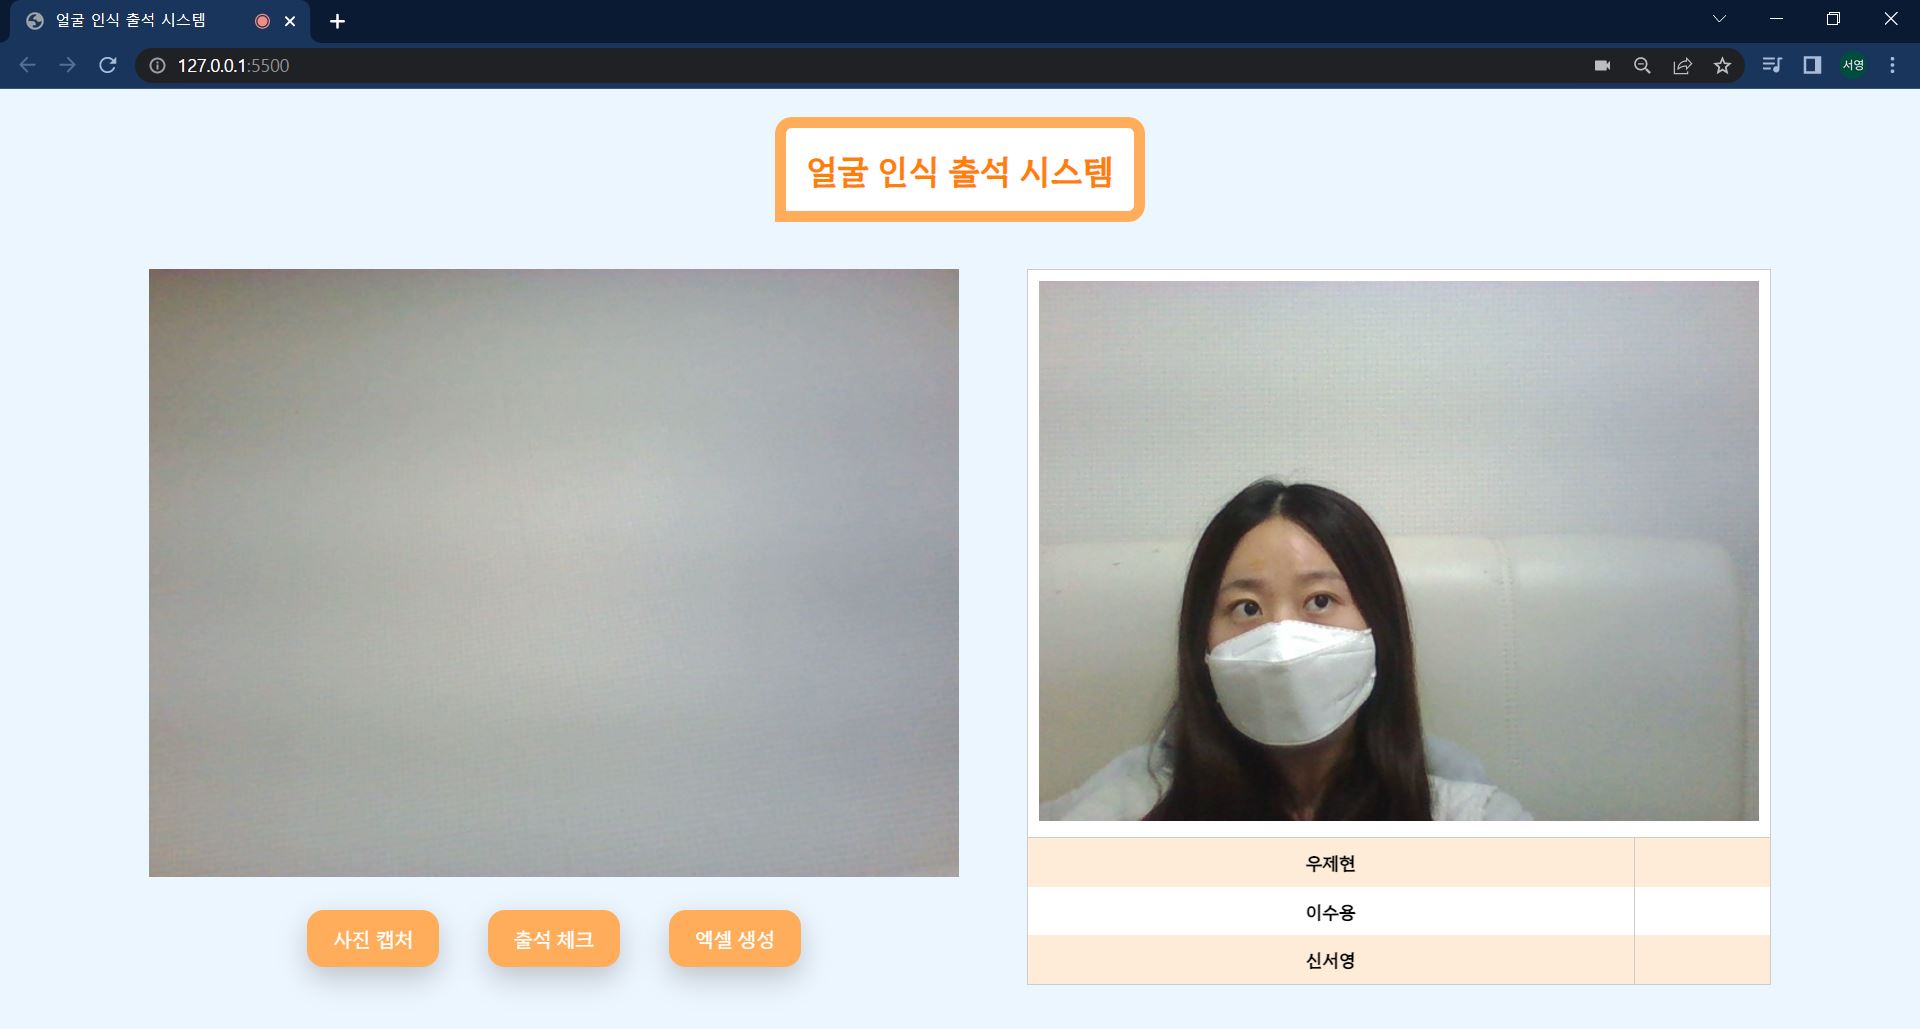 얼굴 인식 출석 시스템
127.0.0.1:5500
서영
얼굴 인식 출석 시스템
사진 캡처
출석 체크
엑셀 생성
우제현
이수용
신서영